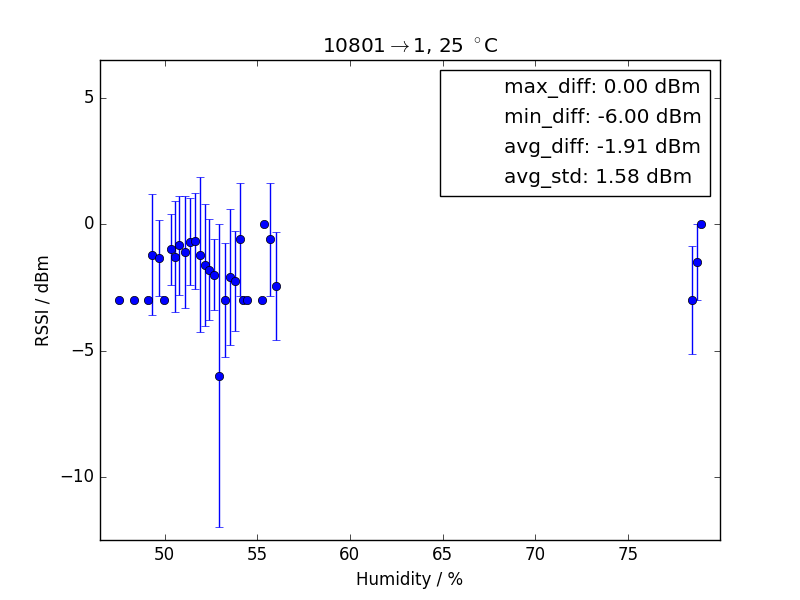 10801→1, 25 °C
max_diff: 0.00 dBm
min_diff: -6.00 dBm
avg_diff: -1.91 dBm
avg_std: 1.58 dBm
5
0
−5
−10
RSSI / dBm
50 55 60 65 70 75
Humidity / %